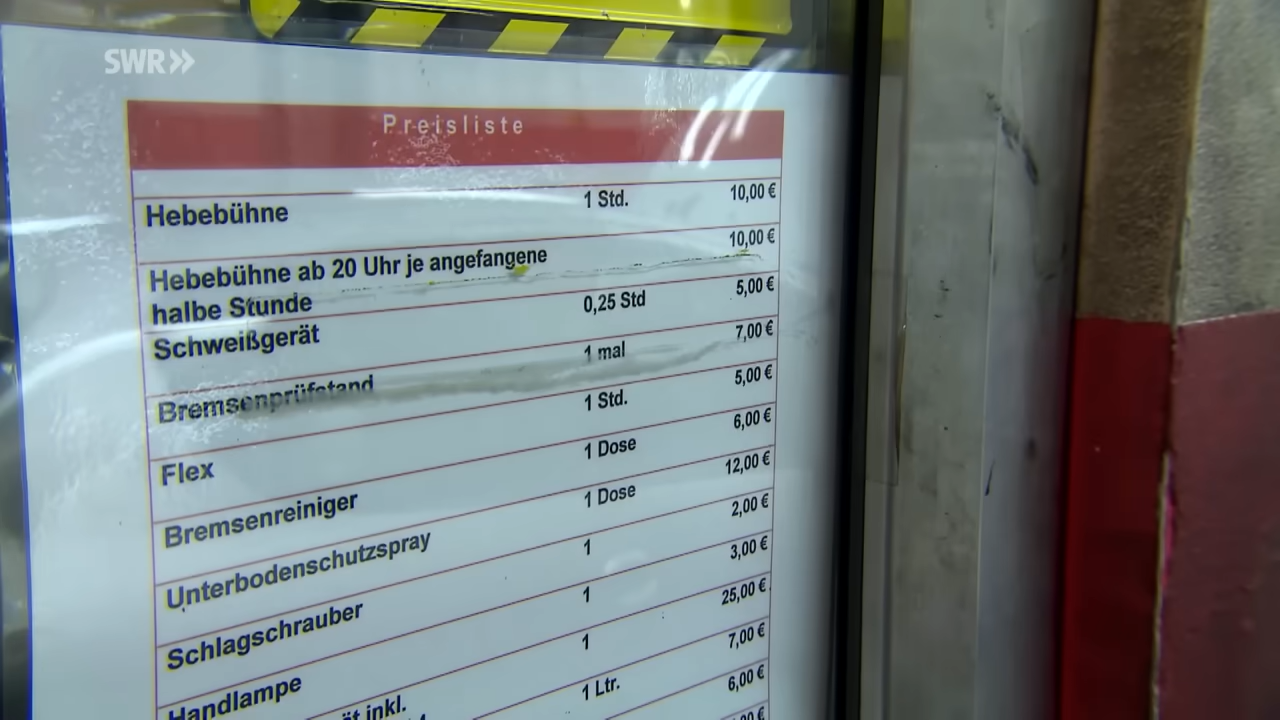 SWR
Preisliste
Hebebühne 1 Std. 10,00 €
Hebebühne ab 20 Uhr je angefangene 10,00 €
halbe Stunde
Schweißgerät 0,25 Std 5,00 €
Bremsenprüfstand 1 mal 7,00 €
Flex 1 Std. 5,00 €
Bremsenreiniger 1 Dose 6,00 €
Unterbodenschutzspray 1 Dose 12,00 €
Schlagschrauber 1 2,00 €
Handlampe 1 3,00 €
inkl. 1 25,00 €
1 Ltr. 7,00 €
6,00 €